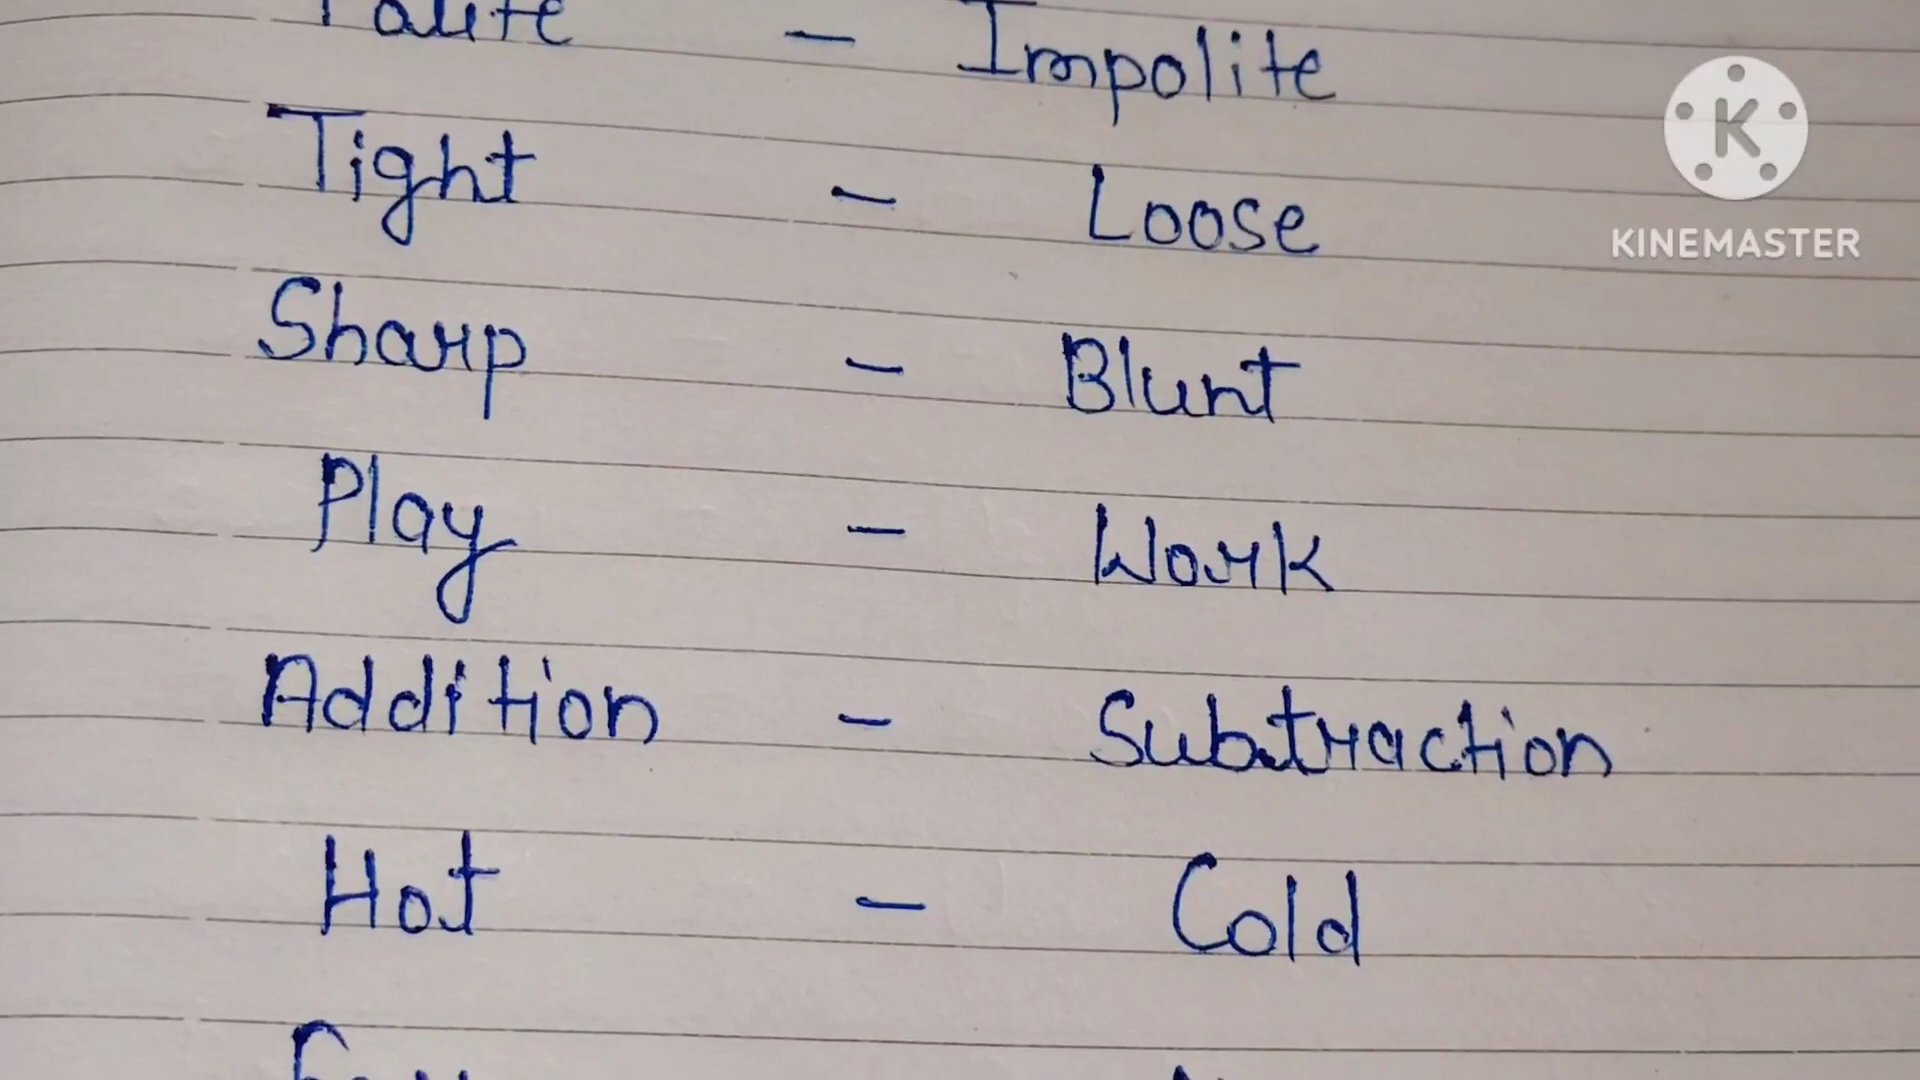 - Impolite
Tight - Loose
Sharp - Blunt
Play - Work
Addition - Subtraction
Hot - Cold
K
KINEMASTER